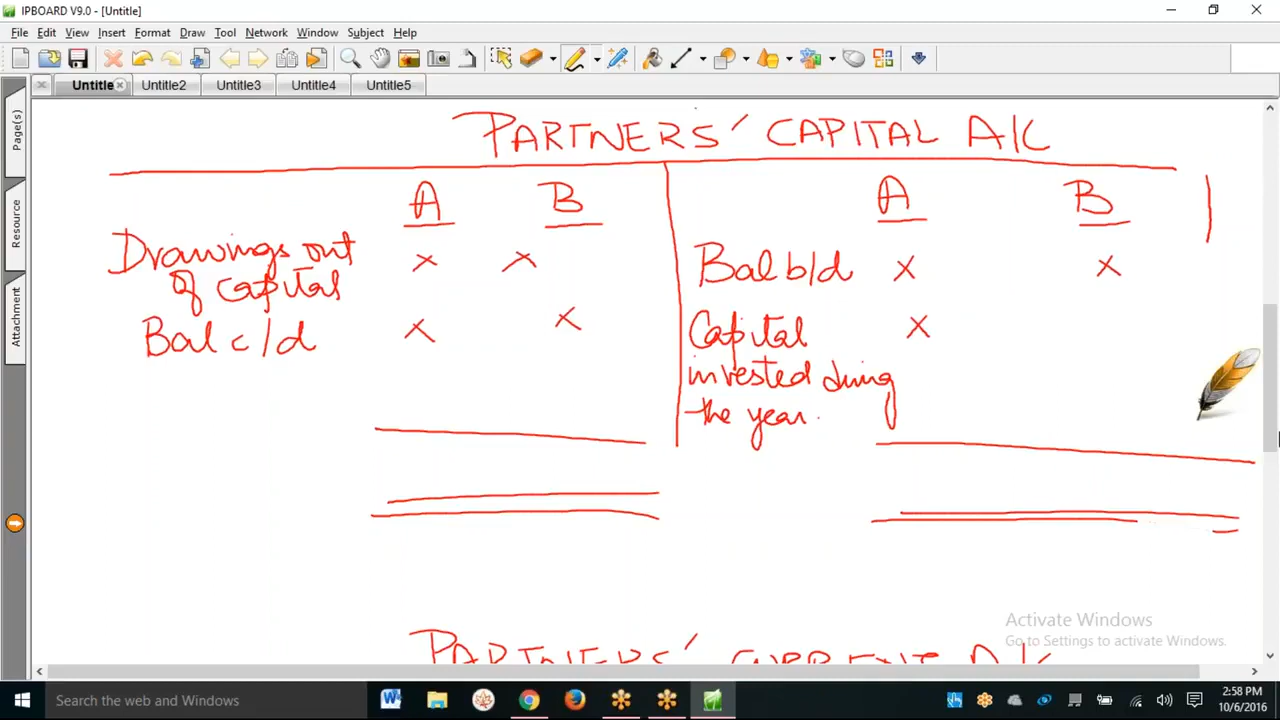 IPBOARD V9.0 - [Untitle]
File Edit View Insert Format Draw Tool Network Window Subject Help
Untitle Untitle2 Untitle3 Untitle4 Untitle5
Page(s)
Resource
Attachment
PARTNERS' CAPITAL A/C
A B A B
Drawings out × × Bal b/d × ×
of capital
Bal c/d × × Capital ×
invested during
the year.
PARTNERS' CURRENT A/C
Activate Windows
Go to Settings to activate Windows.
Search the web and Windows
2:58 PM
10/6/2016